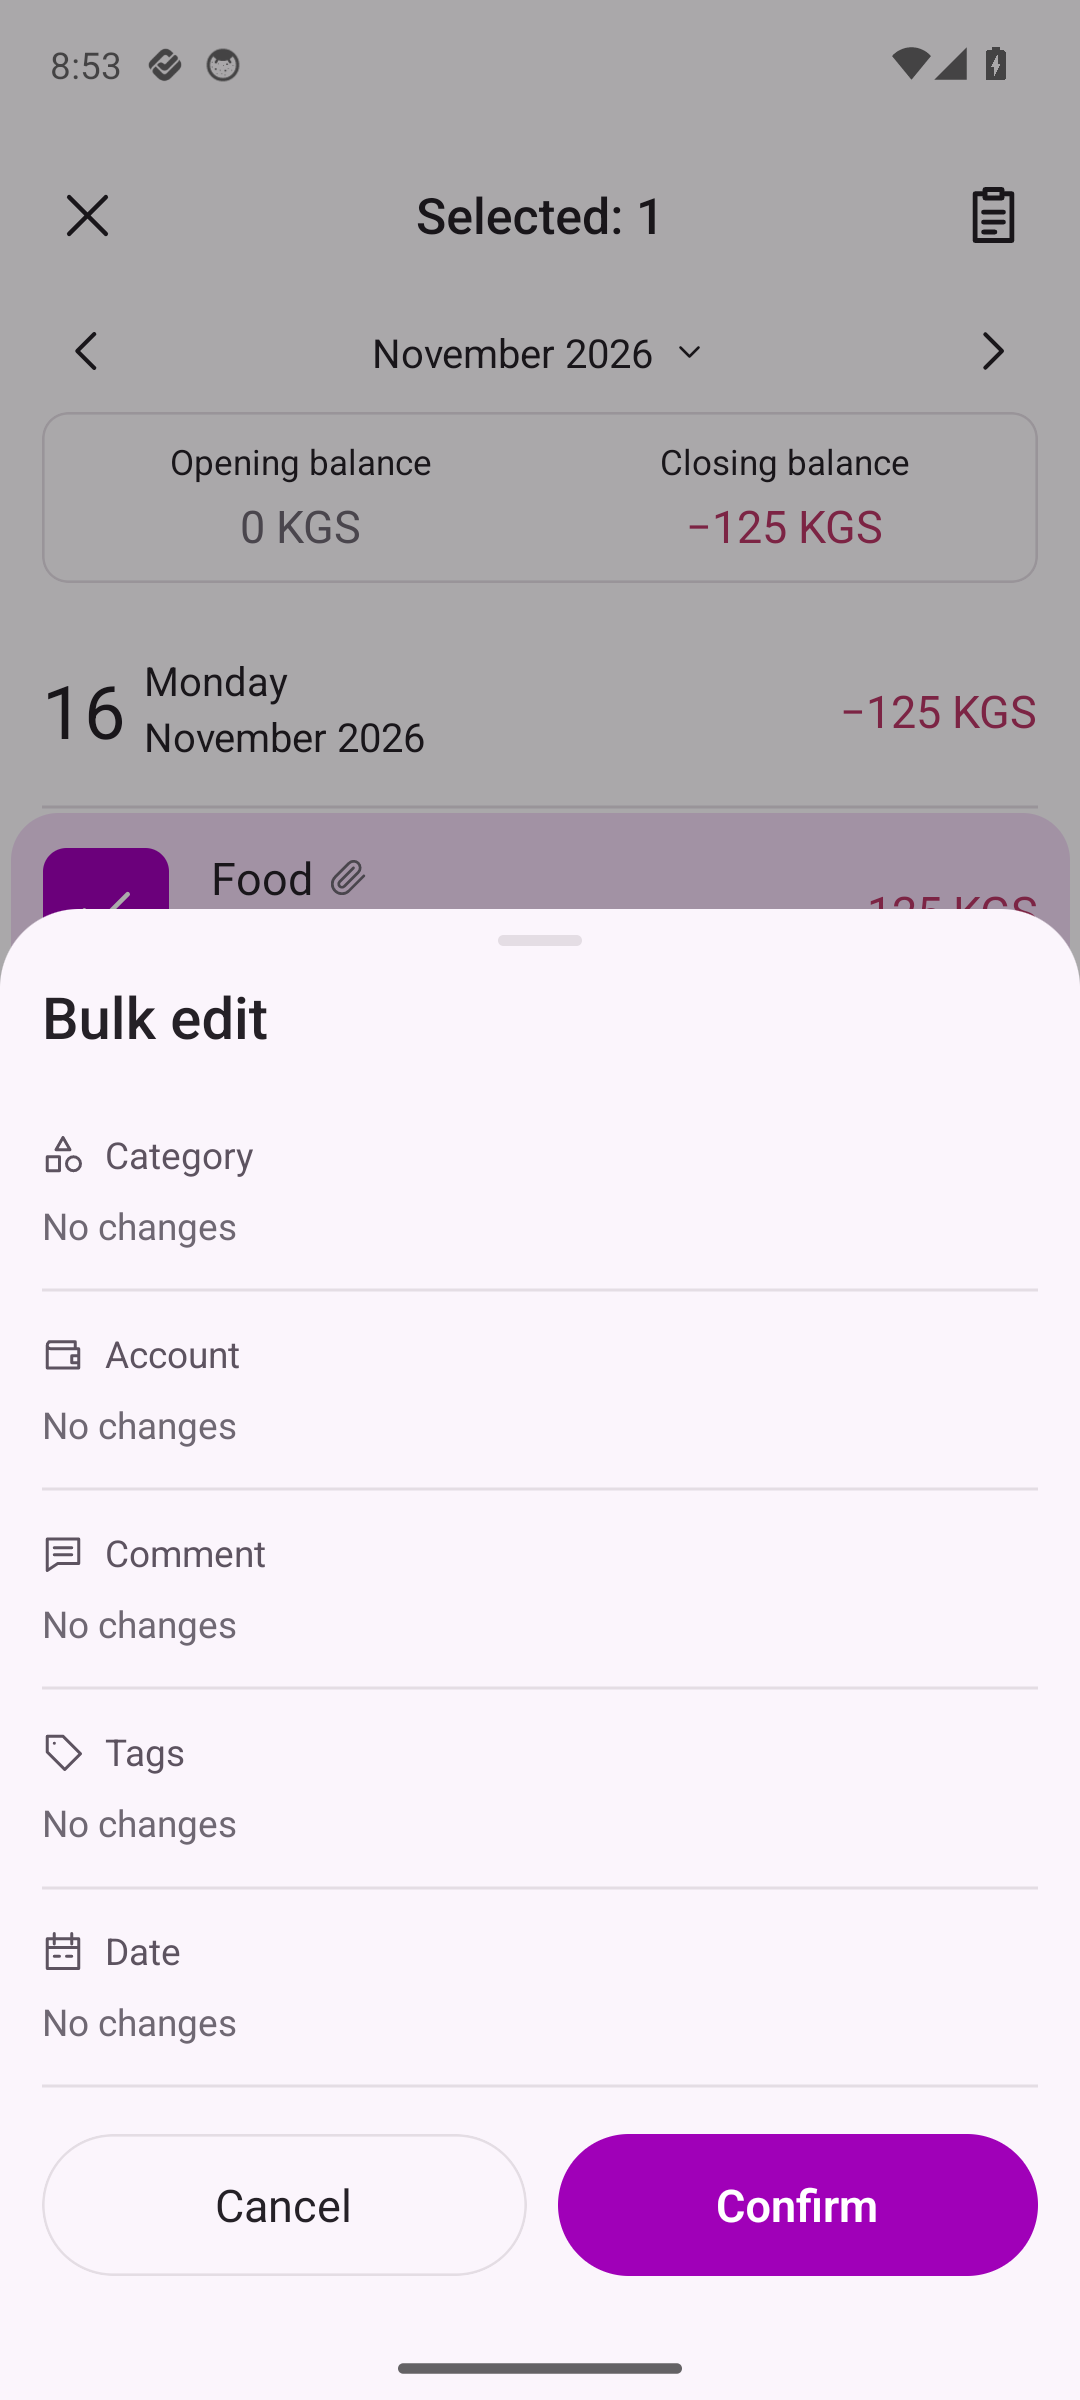 8:53
Selected: 1
November 2026
Opening balance
Closing balance
0 KGS
−125 KGS
16
Monday
November 2026
−125 KGS
Food
125 KGS
Bulk edit
Category
No changes
Account
No changes
Comment
No changes
Tags
No changes
Date
No changes
Cancel
Confirm